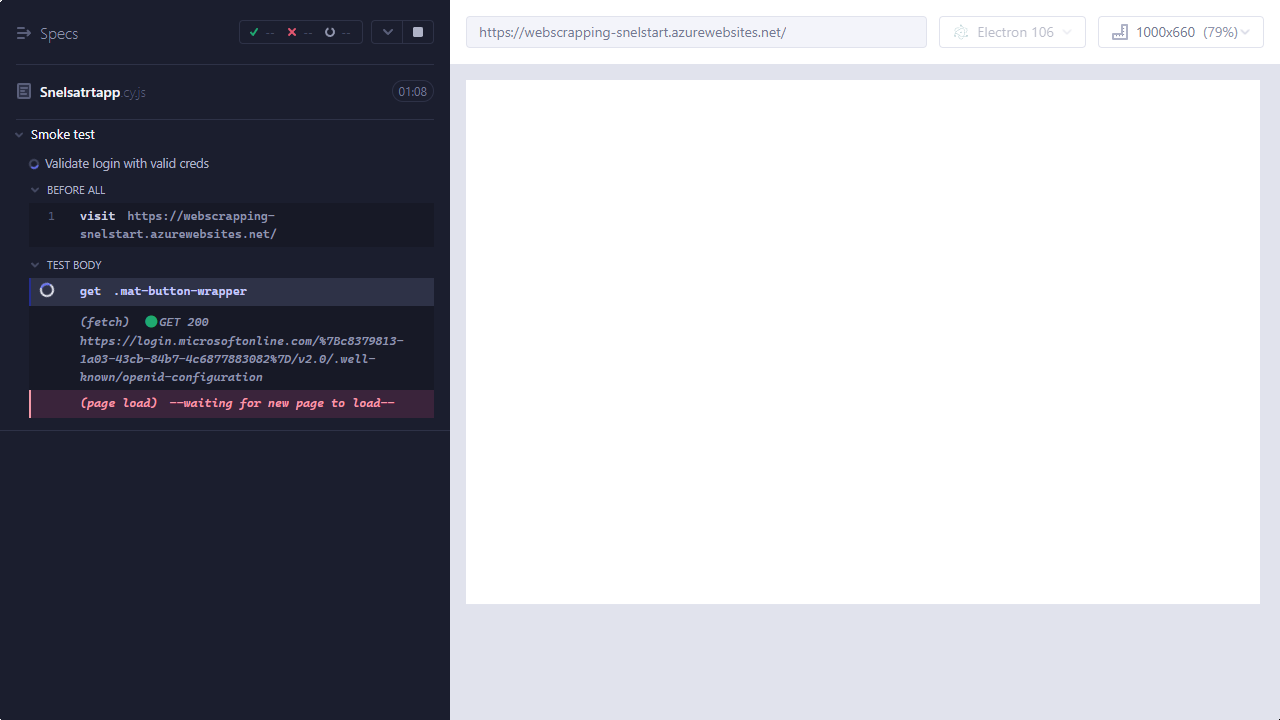 Specs
--
--
--
https://webscrapping-snelstart.azurewebsites.net/
Electron 106
1000x660 (79%)
Snelsatrtapp.cy.js
01:08
Smoke test
Validate login with valid creds
BEFORE ALL
1 visit https://webscrapping-
snelstart.azurewebsites.net/
TEST BODY
get .mat-button-wrapper
(fetch) GET 200
https://login.microsoftonline.com/%7Bc8379813-
1a03-43cb-84b7-4c6877883082%7D/v2.0/.well-
known/openid-configuration
(page load) --waiting for new page to load--